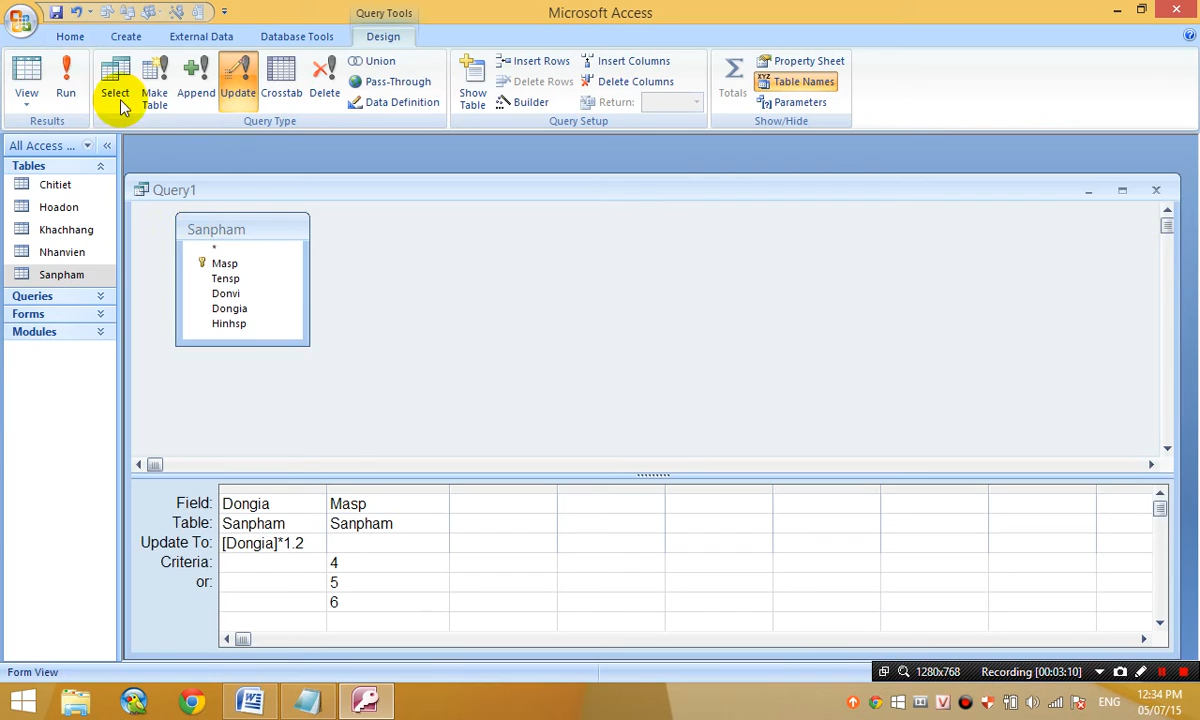 Query Tools
Microsoft Access
Home
Create
External Data
Database Tools
Design
View
Run
Select
Make Table
Append
Update
Crosstab
Delete
Union
Pass-Through
Data Definition
Show Table
Insert Rows
Delete Rows
Builder
Insert Columns
Delete Columns
Return:
Totals
Property Sheet
Table Names
Parameters
Results
Query Type
Query Setup
Show/Hide
All Access ...
Tables
Chitiet
Hoadon
Khachhang
Nhanvien
Sanpham
Queries
Forms
Modules
Query1
Sanpham
*
Masp
Tensp
Donvi
Dongia
Hinhsp
Field: Dongia Masp
Table: Sanpham Sanpham
Update To: [Dongia]*1.2
Criteria: 4
or: 5
6
Form View
1280x768
Recording [00:03:10]
ENG
12:34 PM
05/07/15